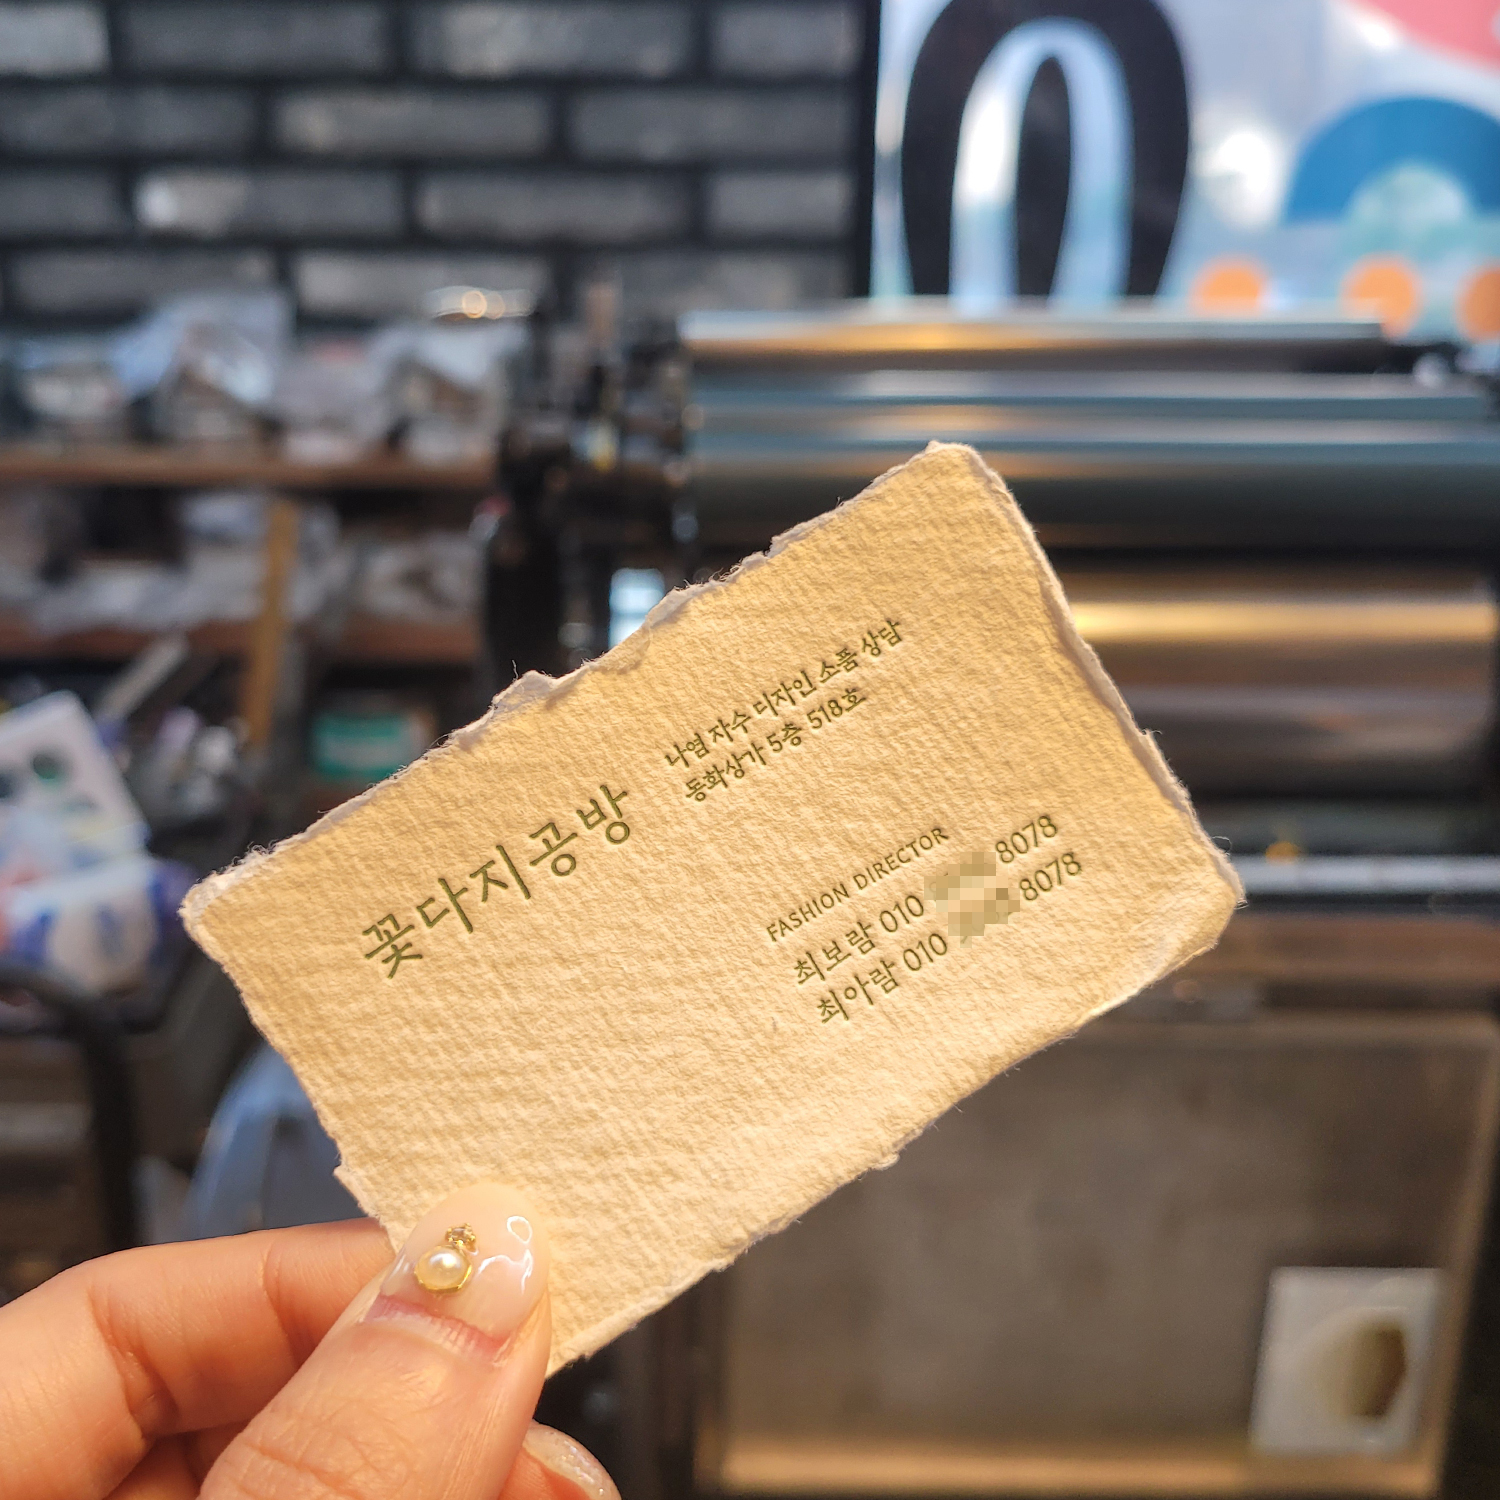 꽃다지공방
나염 자수 디자인 소품 상담
동화상가 5층 518호
FASHION DIRECTOR
최보람 010 8078
최아람 010 8078